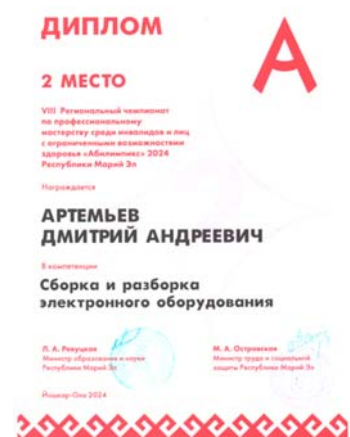 ДИПЛОМ
2 МЕСТО
VIII Региональный чемпионат
по профессиональному
мастерству среди инвалидов и лиц
с ограниченными возможностями
здоровья «Абилимпикс» 2024
Республики Марий Эл
Награждается
АРТЕМЬЕВ
ДМИТРИЙ АНДРЕЕВИЧ
В компетенции
Сборка и разборка
электронного оборудования
Л. А. Ревуцкая
Министр образования и науки
Республики Марий Эл
М. А. Островская
Министр труда и социальной
защиты Республики Марий Эл
Йошкар-Ола 2024